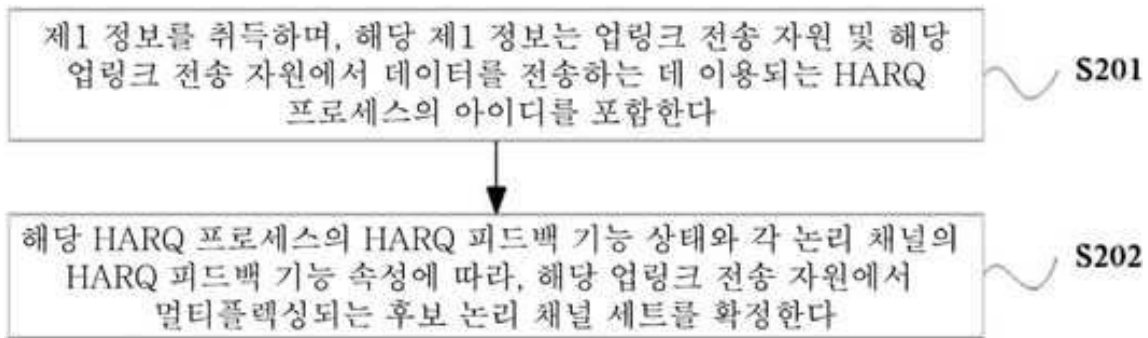 제1 정보를 취득하며, 해당 제1 정보는 업링크 전송 자원 및 해당
업링크 전송 자원에서 데이터를 전송하는 데 이용되는 HARQ
프로세스의 아이디를 포함한다
S201
해당 HARQ 프로세스의 HARQ 피드백 기능 상태와 각 논리 채널의
HARQ 피드백 기능 속성에 따라, 해당 업링크 전송 자원에서
멀티플렉싱되는 후보 논리 채널 세트를 확정한다
S202